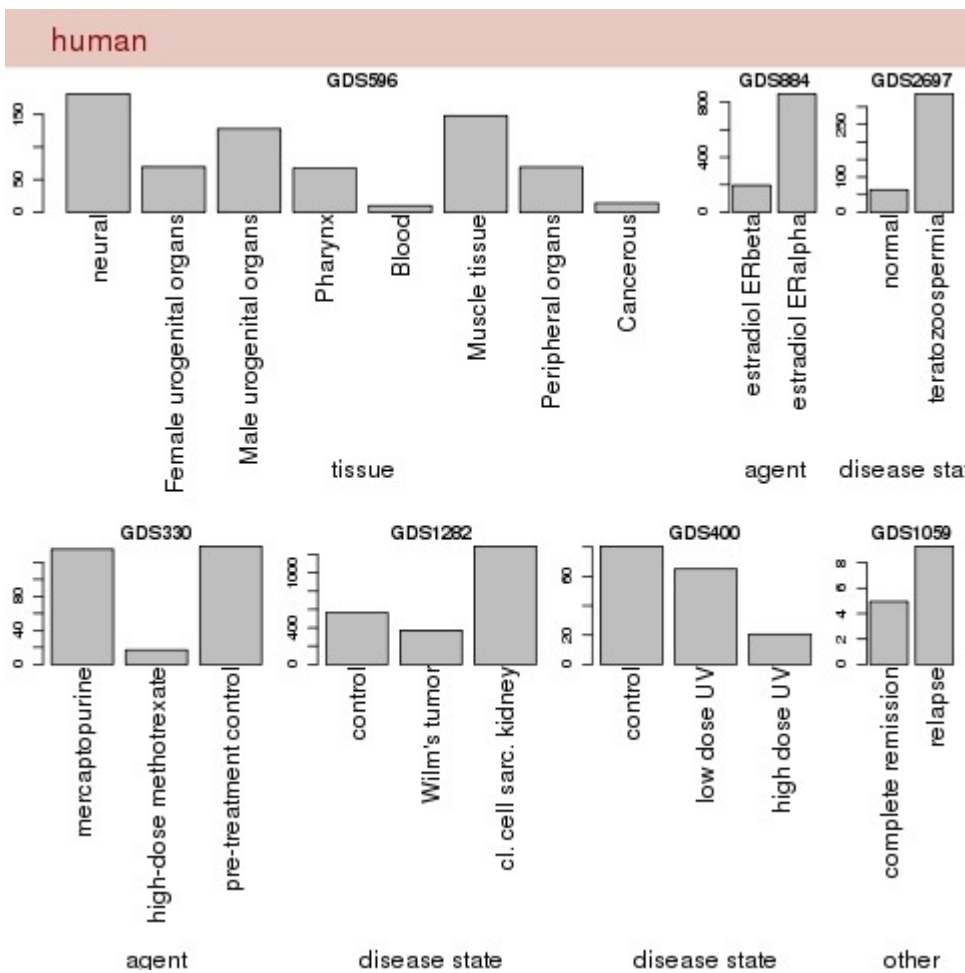 human
GDS596
150
50
0
neural
Female urogenital organs
Male urogenital organs
Pharynx
Blood
Muscle tissue
Peripheral organs
Cancerous
tissue
GDS884
800
400
0
estradiol ERbeta
estradiol ERalpha
agent
GDS2697
300
100
0
normal
teratozoospermia
disease stat
GDS330
80
40
0
mercaptopurine
high-dose methotrexate
pre-treatment control
agent
GDS1282
1000
400
0
control
Wilm's tumor
cl. cell sarc. kidney
disease state
GDS400
60
20
0
control
low dose UV
high dose UV
disease state
GDS1059
8
6
4
2
0
complete remission
relapse
other